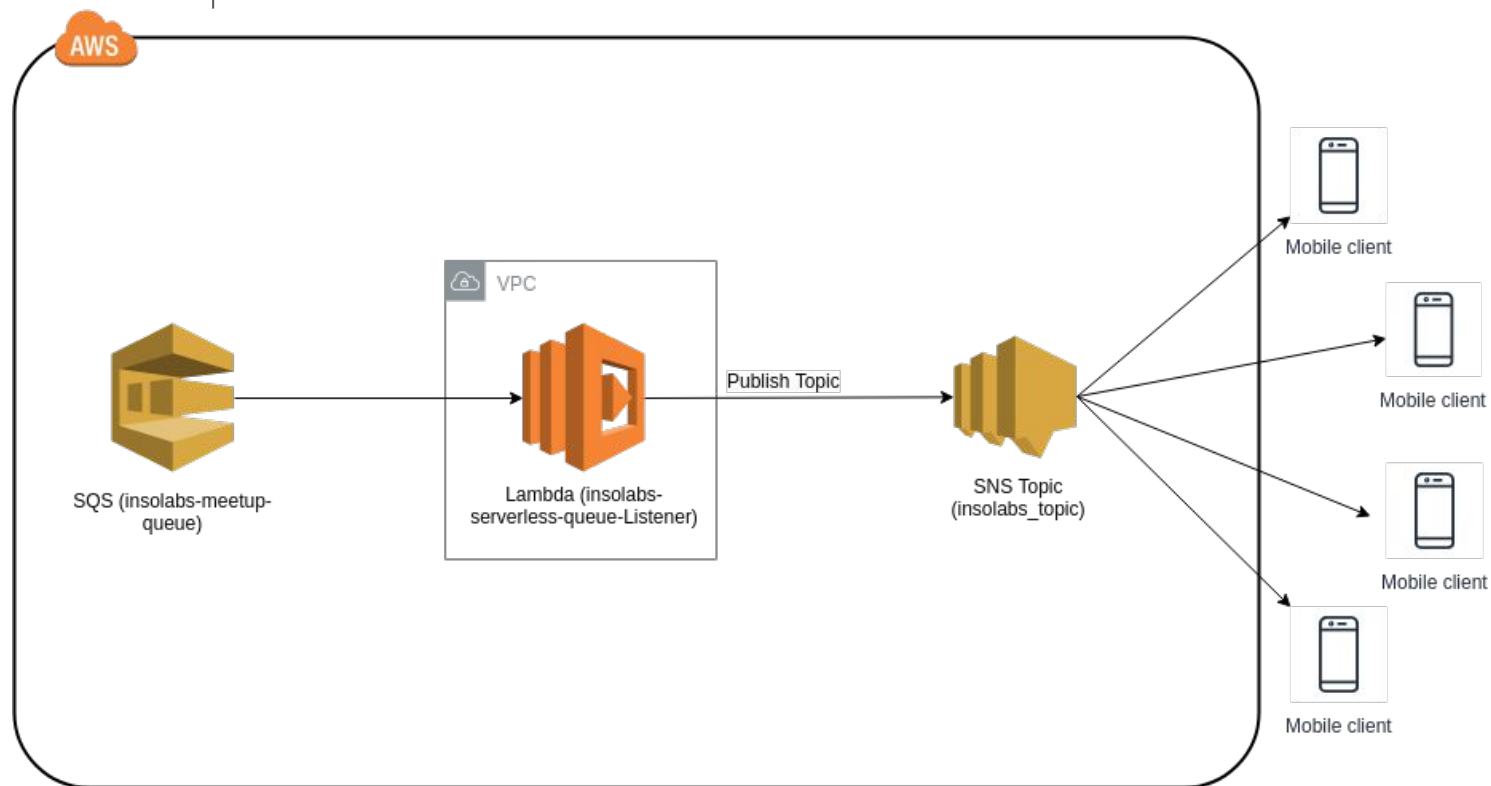 AWS
VPC
Publish Topic
SQS (insolabs-meetup-
queue)
Lambda (insolabs-
serverless-queue-Listener)
SNS Topic
(insolabs_topic)
Mobile client
Mobile client
Mobile client
Mobile client